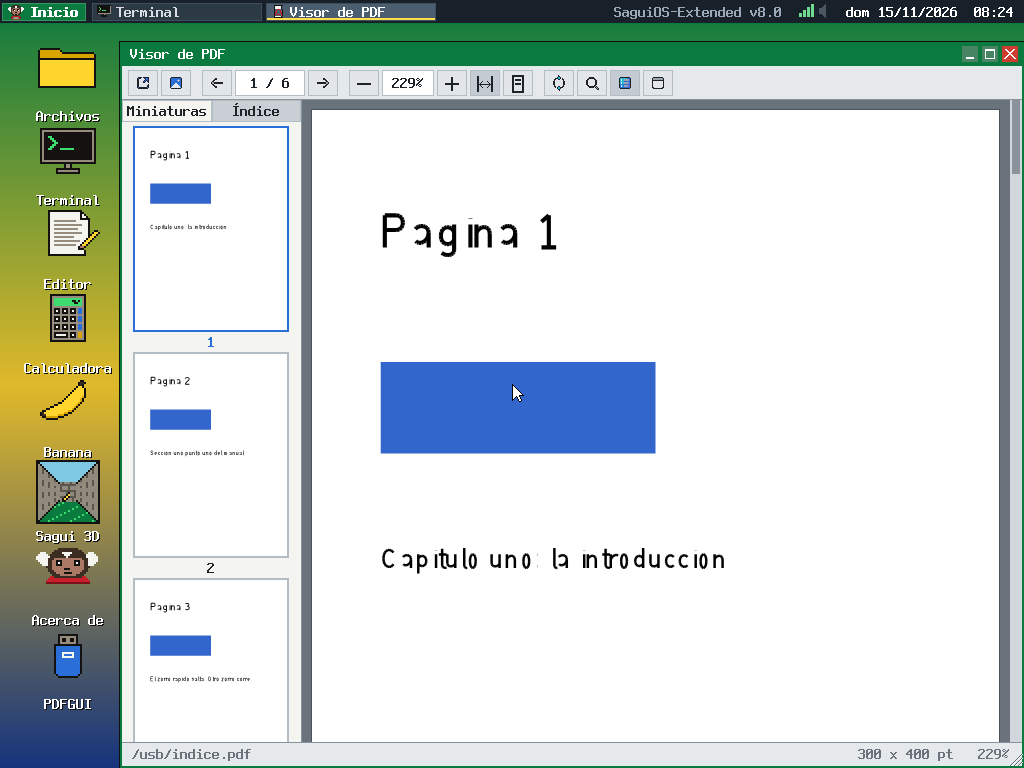 Inicio Terminal Visor de PDF SaguiOS-Extended v8.0 dom 15/11/2026 08:24
Visor de PDF
1 / 6 229%
Miniaturas Índice
Archivos
Terminal
Editor
Calculadora
Banana
Sagui 3D
Acerca de
PDFGUI
Pagina 1
Capitulo uno: la introduccion
1
Pagina 2
Seccion uno punto uno del manual
2
Pagina 3
El zorro rapido salta. Otro zorro corre.
Pagina 1
Capitulo uno: la introduccion
/usb/indice.pdf 300 x 400 pt 229%